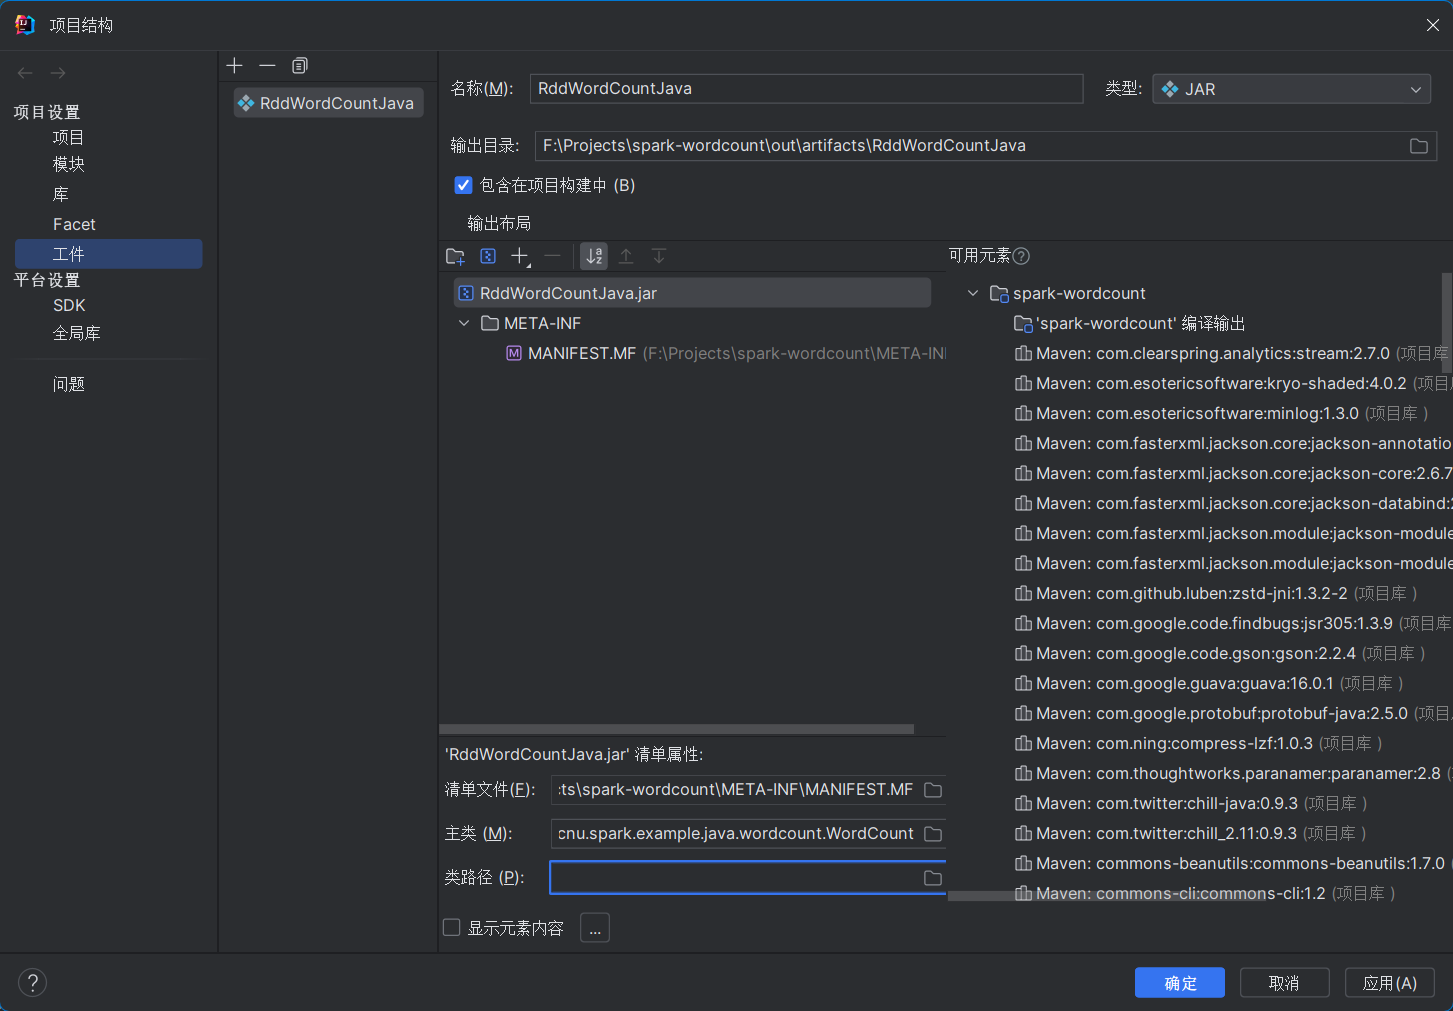 项目结构
项目设置
项目
模块
库
Facet
工件
平台设置
SDK
全局库
问题
RddWordCountJava
名称(M): RddWordCountJava 类型: JAR
输出目录: F:\Projects\spark-wordcount\out\artifacts\RddWordCountJava
包含在项目构建中 (B)
输出布局
RddWordCountJava.jar
META-INF
MANIFEST.MF (F:\Projects\spark-wordcount\META-IN
可用元素
spark-wordcount
'spark-wordcount' 编译输出
Maven: com.clearspring.analytics:stream:2.7.0 (项目库
Maven: com.esotericsoftware:kryo-shaded:4.0.2 (项目
Maven: com.esotericsoftware:minlog:1.3.0 (项目库 )
Maven: com.fasterxml.jackson.core:jackson-annotatio
Maven: com.fasterxml.jackson.core:jackson-core:2.6.7
Maven: com.fasterxml.jackson.core:jackson-databind:
Maven: com.fasterxml.jackson.module:jackson-module
Maven: com.fasterxml.jackson.module:jackson-module
Maven: com.github.luben:zstd-jni:1.3.2-2 (项目库 )
Maven: com.google.code.findbugs:jsr305:1.3.9 (项目库
Maven: com.google.code.gson:gson:2.2.4 (项目库 )
Maven: com.google.guava:guava:16.0.1 (项目库 )
Maven: com.google.protobuf:protobuf-java:2.5.0 (项目
Maven: com.ning:compress-lzf:1.0.3 (项目库 )
Maven: com.thoughtworks.paranamer:paranamer:2.8 (
Maven: com.twitter:chill-java:0.9.3 (项目库 )
Maven: com.twitter:chill_2.11:0.9.3 (项目库 )
Maven: commons-beanutils:commons-beanutils:1.7.0
Maven: commons-cli:commons-cli:1.2 (项目库 )
'RddWordCountJava.jar' 清单属性:
清单文件(F): :ts\spark-wordcount\META-INF\MANIFEST.MF
主类 (M): cnu.spark.example.java.wordcount.WordCount
类路径 (P):
显示元素内容 ...
? 确定 取消 应用(A)